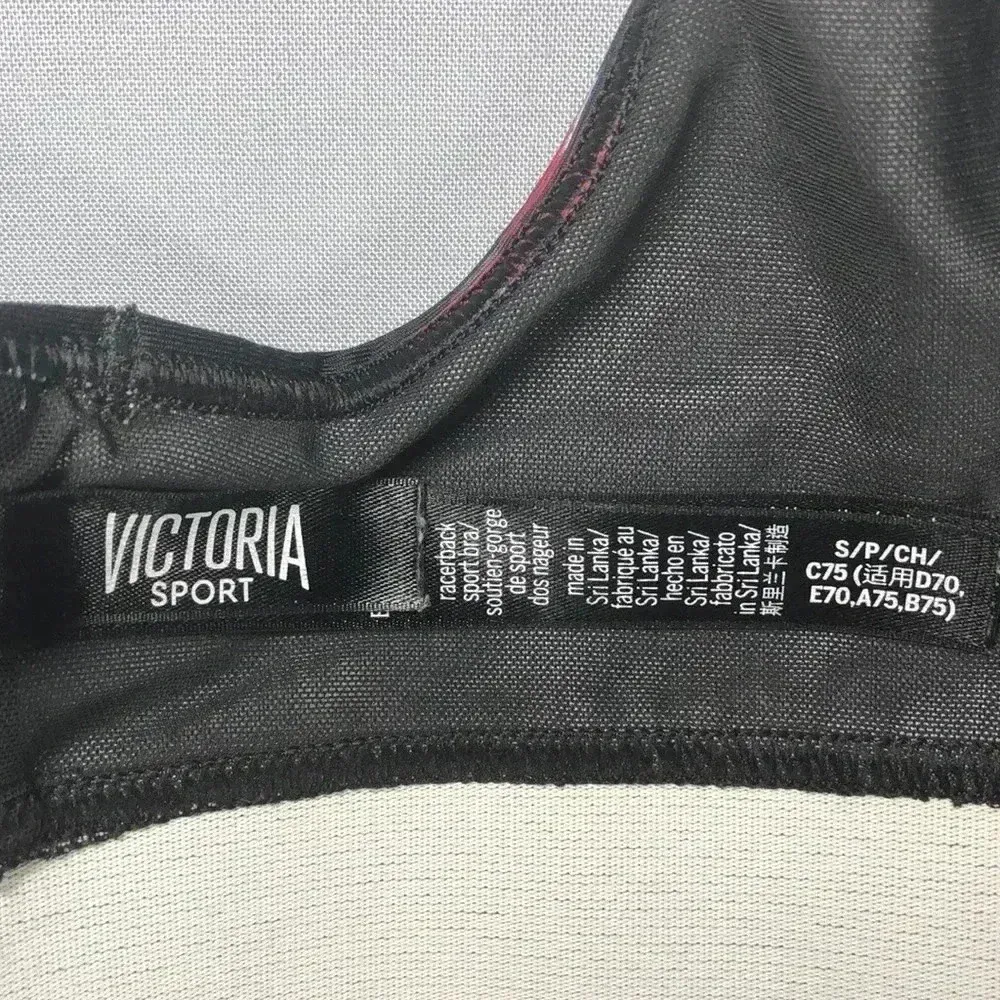 VICTORIA
SPORT
racerback
sport bra/
soutien-gorge
de sport
dos nageur
made in
Sri Lanka/
fabriqué au
Sri Lanka/
hecho en
Sri Lanka/
fabricato
in Sri Lanka/
斯里兰卡制造
S/P/CH/
C75 (适用D70,
E70,A75,B75)